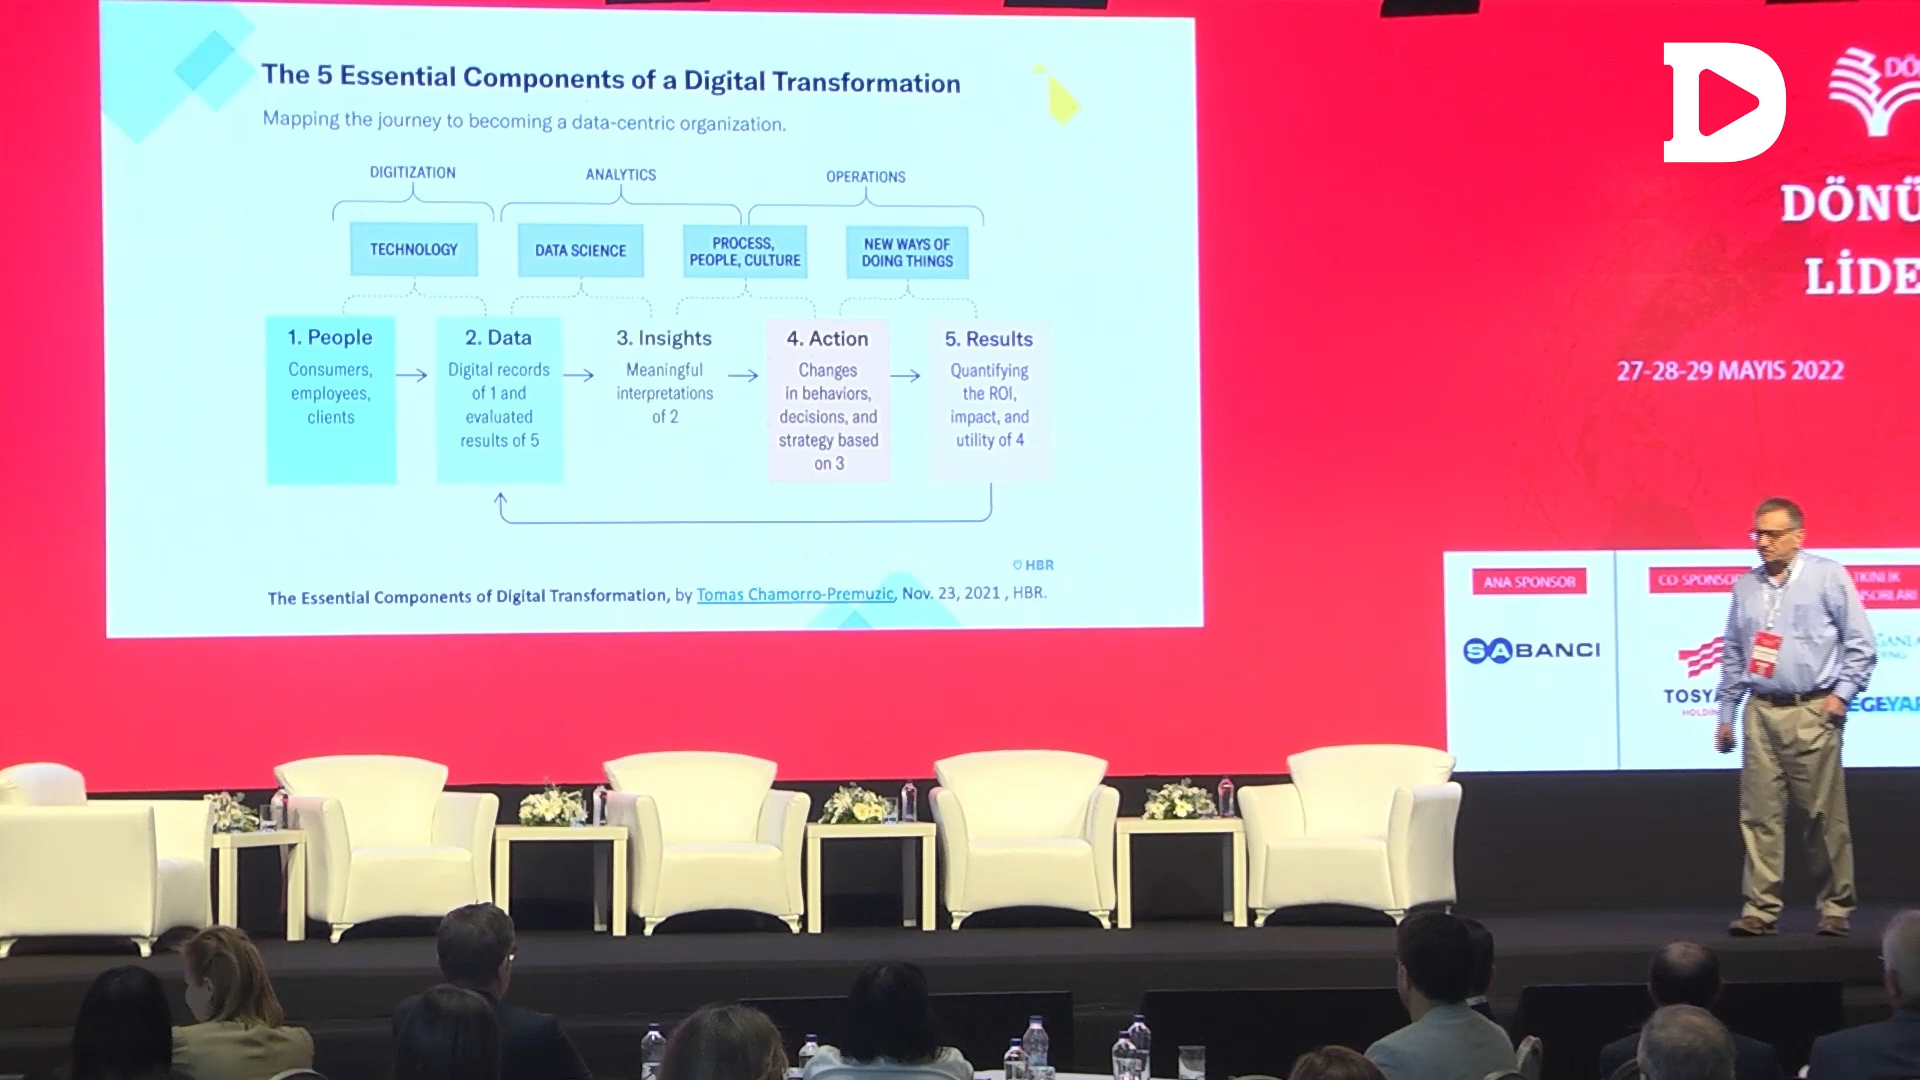 The 5 Essential Components of a Digital Transformation
Mapping the journey to becoming a data-centric organization.
DIGITIZATION
ANALYTICS
OPERATIONS
TECHNOLOGY
DATA SCIENCE
PROCESS,
PEOPLE, CULTURE
NEW WAYS OF
DOING THINGS
1. People
Consumers,
employees,
clients
2. Data
Digital records
of 1 and
evaluated
results of 5
3. Insights
Meaningful
interpretations
of 2
4. Action
Changes
in behaviors,
decisions, and
strategy based
on 3
5. Results
Quantifying
the ROI,
impact, and
utility of 4
HBR
The Essential Components of Digital Transformation, by Tomas Chamorro-Premuzic, Nov. 23, 2021 , HBR.
D
DÖNÜ
LİDE
27-28-29 MAYIS 2022
ANA SPONSOR
SABANCI
CO-SPONSO
TOSY
HOLDIN
EGEYAP